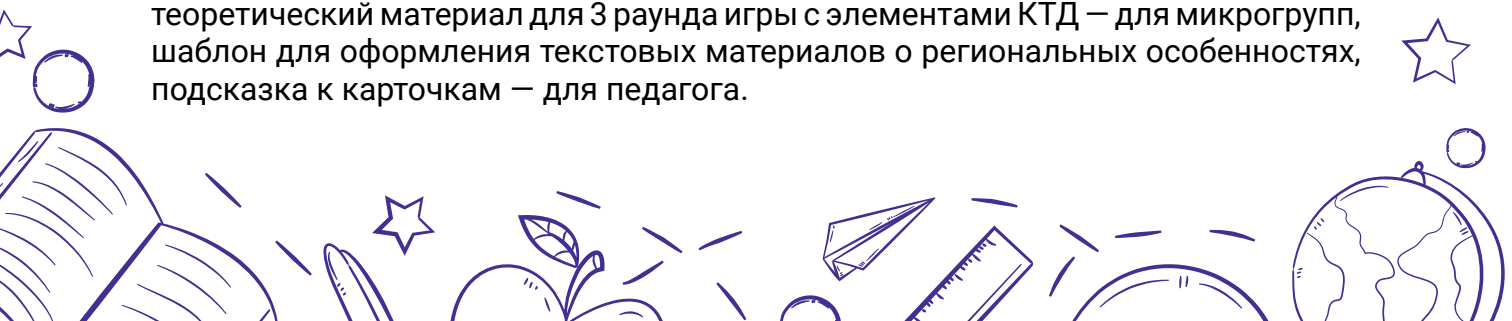 теоретический материал для 3 раунда игры с элементами КТД — для микрогрупп,
шаблон для оформления текстовых материалов о региональных особенностях,
подсказка к карточкам — для педагога.